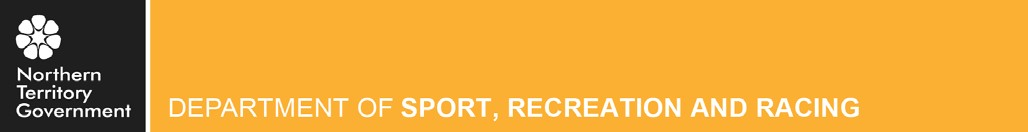 Northern
Territory
Government
DEPARTMENT OF SPORT, RECREATION AND RACING